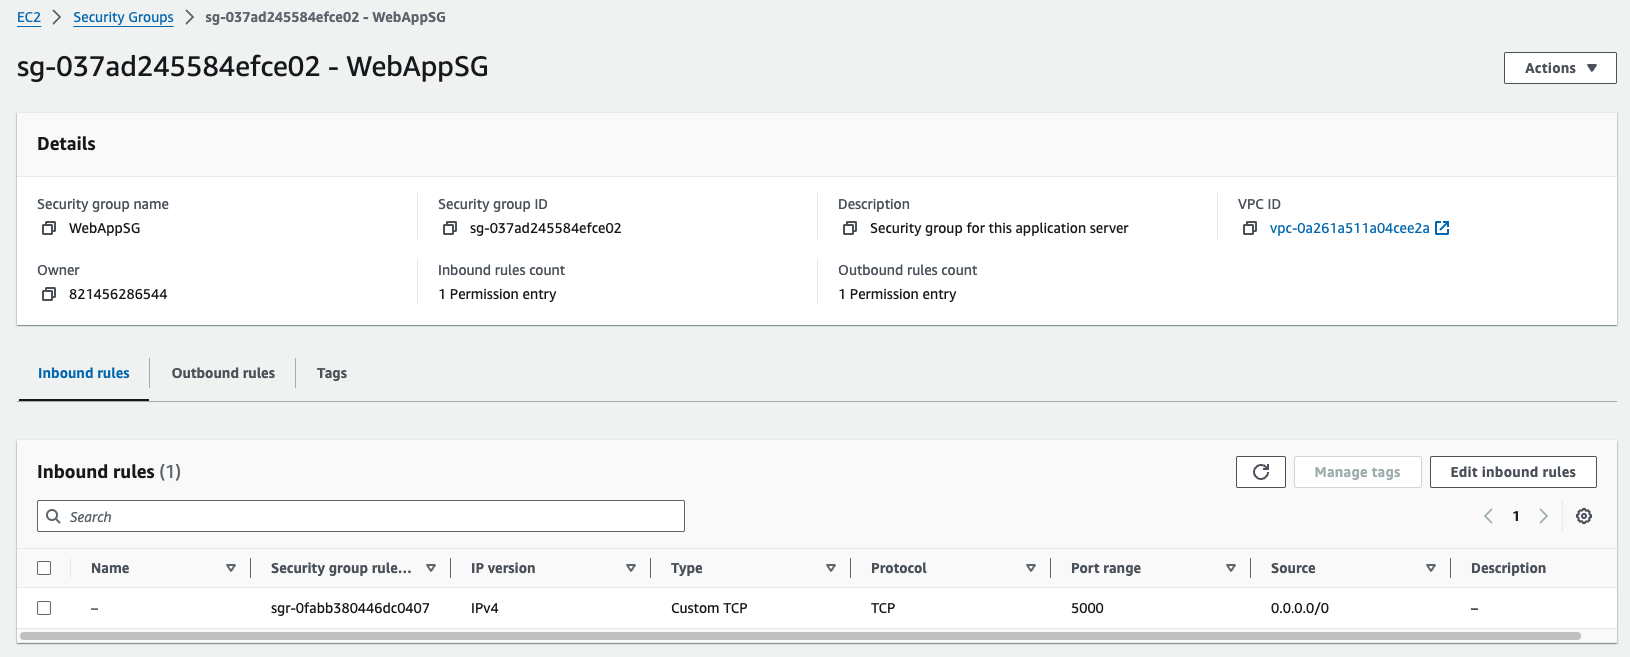 EC2 > Security Groups > sg-037ad245584efce02 - WebAppSG
sg-037ad245584efce02 - WebAppSG
Actions
Details
Security group name
WebAppSG
Security group ID
sg-037ad245584efce02
Description
Security group for this application server
VPC ID
vpc-0a261a511a04cee2a
Owner
821456286544
Inbound rules count
1 Permission entry
Outbound rules count
1 Permission entry
Inbound rules Outbound rules Tags
Inbound rules (1)
Manage tags Edit inbound rules
Search
1
Name Security group rule... IP version Type Protocol Port range Source Description
– sgr-0fabb380446dc0407 IPv4 Custom TCP TCP 5000 0.0.0.0/0 –